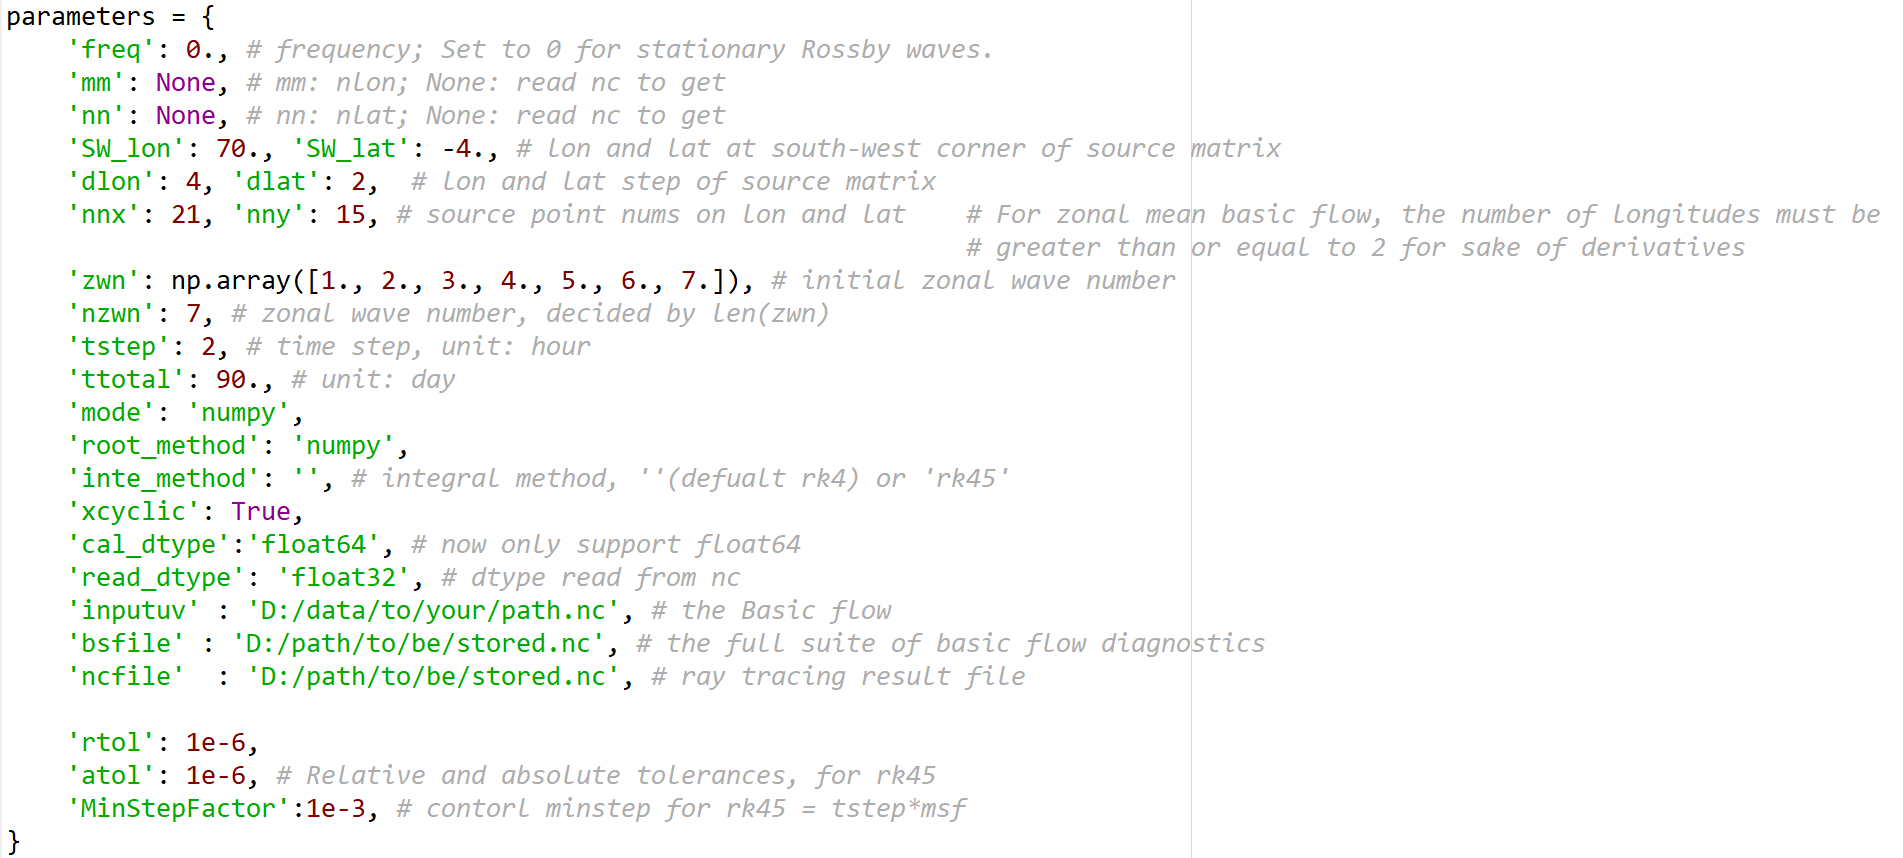 parameters = {
    'freq': 0., # frequency; Set to 0 for stationary Rossby waves.
    'mm': None, # mm: nlon; None: read nc to get
    'nn': None, # nn: nlat; None: read nc to get
    'SW_lon': 70., 'SW_lat': -4., # lon and lat at south-west corner of source matrix
    'dlon': 4, 'dlat': 2,  # lon and lat step of source matrix
    'nnx': 21, 'nny': 15, # source point nums on lon and lat    # For zonal mean basic flow, the number of longitudes must be
                                                                # greater than or equal to 2 for sake of derivatives
    'zwn': np.array([1., 2., 3., 4., 5., 6., 7.]), # initial zonal wave number
    'nzwn': 7, # zonal wave number, decided by len(zwn)
    'tstep': 2, # time step, unit: hour
    'ttotal': 90., # unit: day
    'mode': 'numpy',
    'root_method': 'numpy',
    'inte_method': '', # integral method, ''(defualt rk4) or 'rk45'
    'xcyclic': True,
    'cal_dtype':'float64', # now only support float64
    'read_dtype': 'float32', # dtype read from nc
    'inputuv' : 'D:/data/to/your/path.nc', # the Basic flow
    'bsfile' : 'D:/path/to/be/stored.nc', # the full suite of basic flow diagnostics
    'ncfile'  : 'D:/path/to/be/stored.nc', # ray tracing result file
    'rtol': 1e-6,
    'atol': 1e-6, # Relative and absolute tolerances, for rk45
    'MinStepFactor':1e-3, # contorl minstep for rk45 = tstep*msf
}